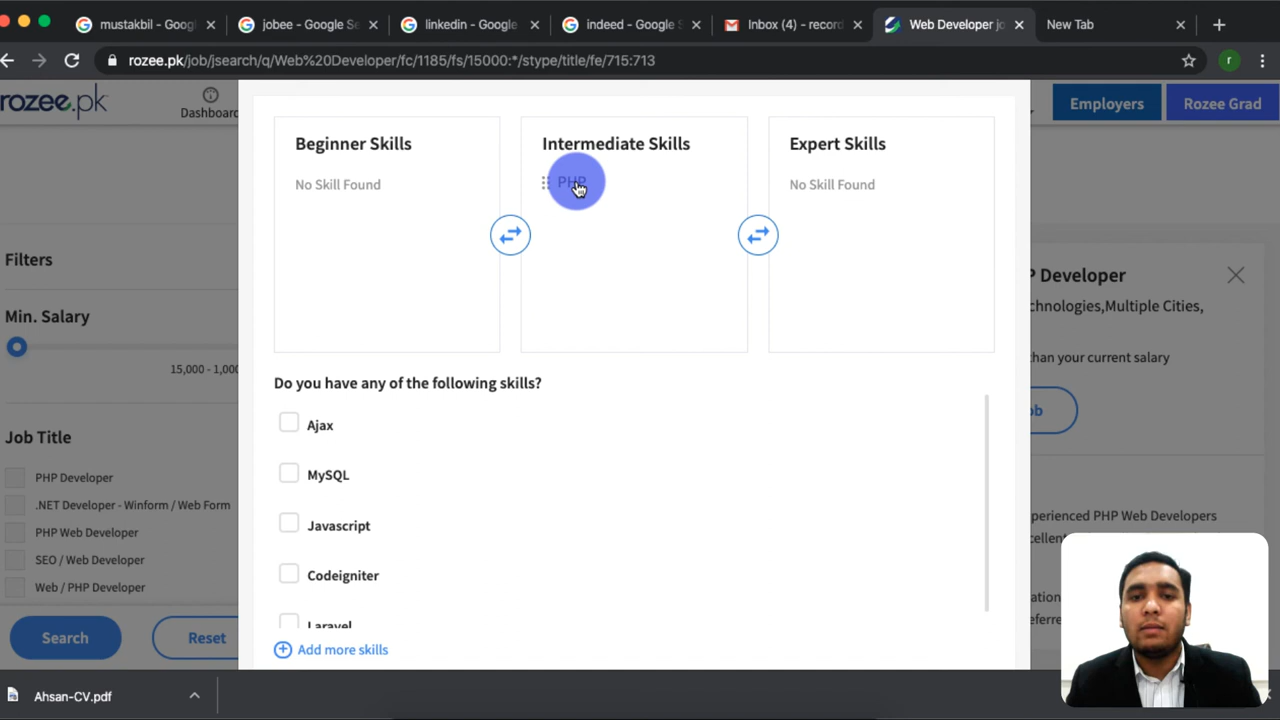 mustakbil - Goog
jobee - Google Se
linkedin - Google
indeed - Google S
Inbox (4) - record
Web Developer jo
New Tab
rozee.pk/job/jsearch/q/Web%20Developer/fc/1185/fs/15000:*/stype/title/fe/715:713
r
rozee.pk
Dashboard
Employers
Rozee Grad
Beginner Skills
No Skill Found
Intermediate Skills
PHP
Expert Skills
No Skill Found
Filters
Min. Salary
15,000 - 1,000
P Developer
chnologies,Multiple Cities,
han your current salary
ob
Do you have any of the following skills?
Ajax
MySQL
Javascript
Codeigniter
Laravel
Add more skills
Job Title
PHP Developer
.NET Developer - Winform / Web Form
PHP Web Developer
SEO / Web Developer
Web / PHP Developer
Search
Reset
perienced PHP Web Developers
Ahsan-CV.pdf